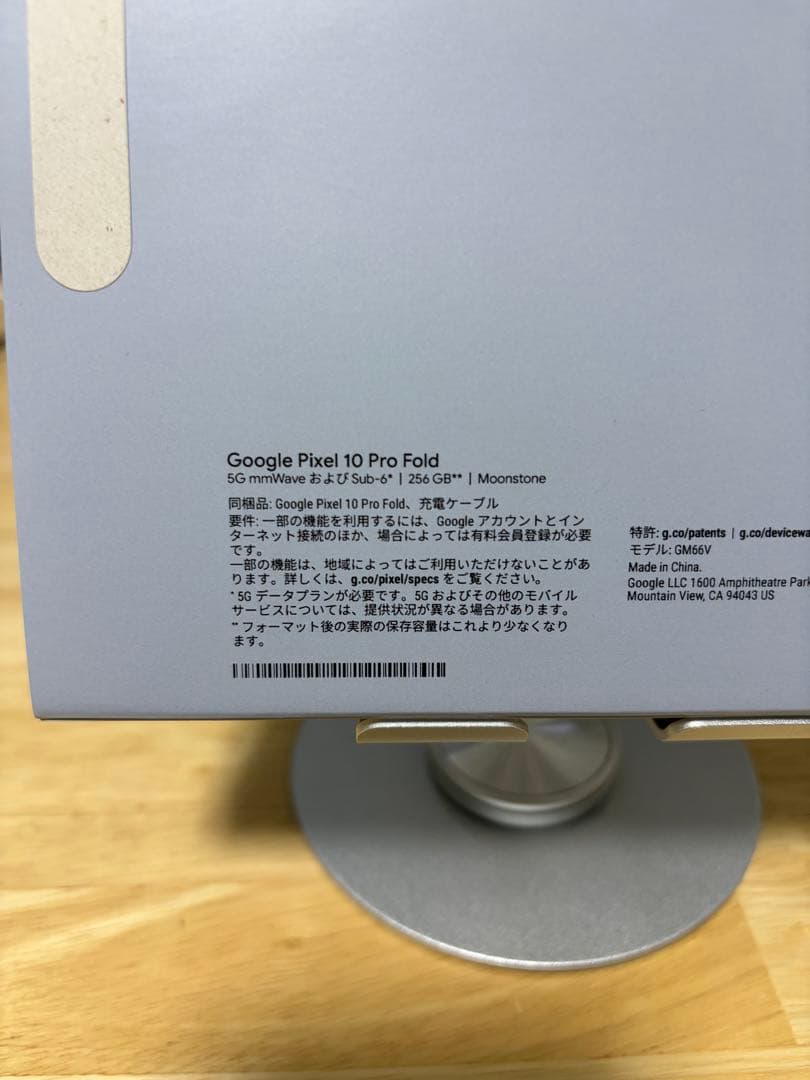 Google Pixel 10 Pro Fold
5G mmWave および Sub-6* | 256 GB** | Moonstone
同梱品: Google Pixel 10 Pro Fold、充電ケーブル
要件: 一部の機能を利用するには、Google アカウントとイン
ターネット接続のほか、場合によっては有料会員登録が必要
です。
一部の機能は、地域によってはご利用いただけないことがあ
ります。詳しくは、g.co/pixel/specs をご覧ください。
* 5G データプランが必要です。5G およびその他のモバイル
サービスについては、提供状況が異なる場合があります。
** フォーマット後の実際の保存容量はこれより少なくなり
ます。
特許: g.co/patents | g.co/devicewa
モデル: GM66V
Made in China.
Google LLC 1600 Amphitheatre Park
Mountain View, CA 94043 US